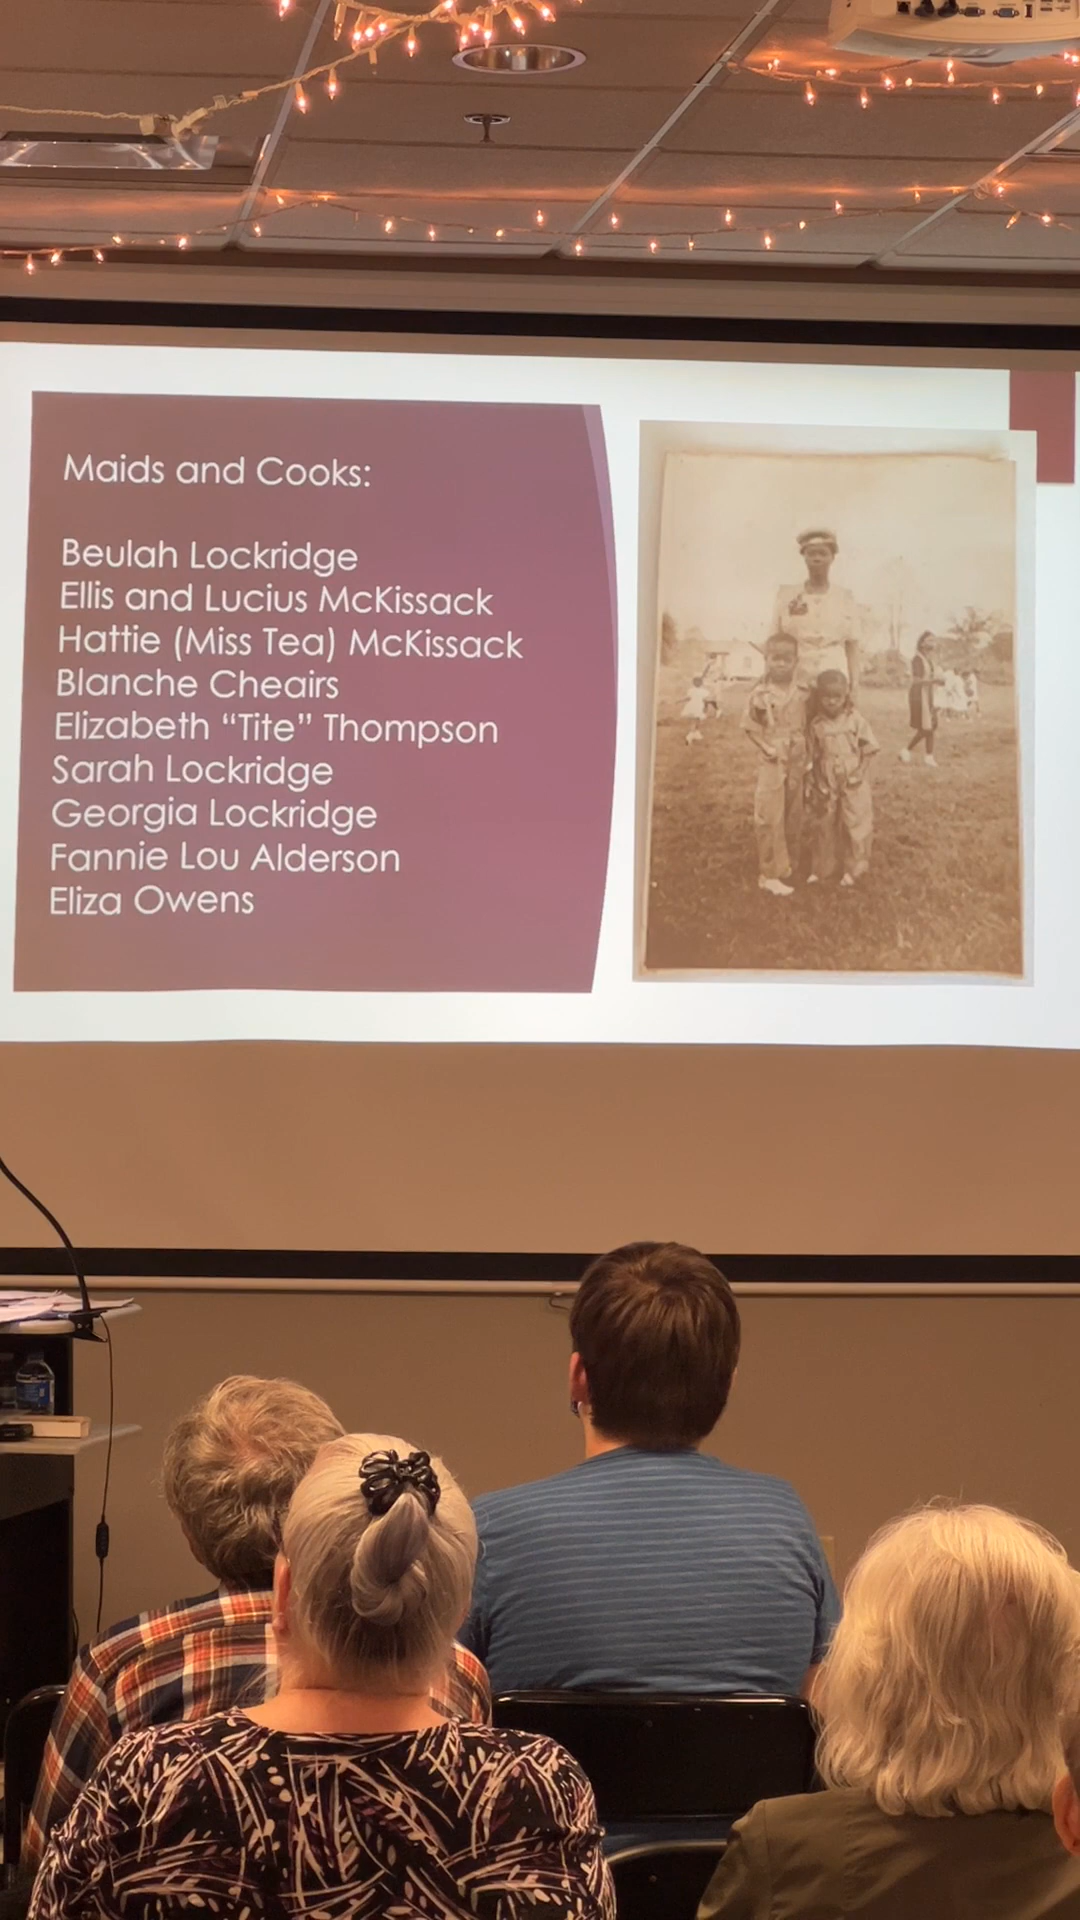 Maids and Cooks:
Beulah Lockridge
Ellis and Lucius McKissack
Hattie (Miss Tea) McKissack
Blanche Cheairs
Elizabeth “Tite” Thompson
Sarah Lockridge
Georgia Lockridge
Fannie Lou Alderson
Eliza Owens